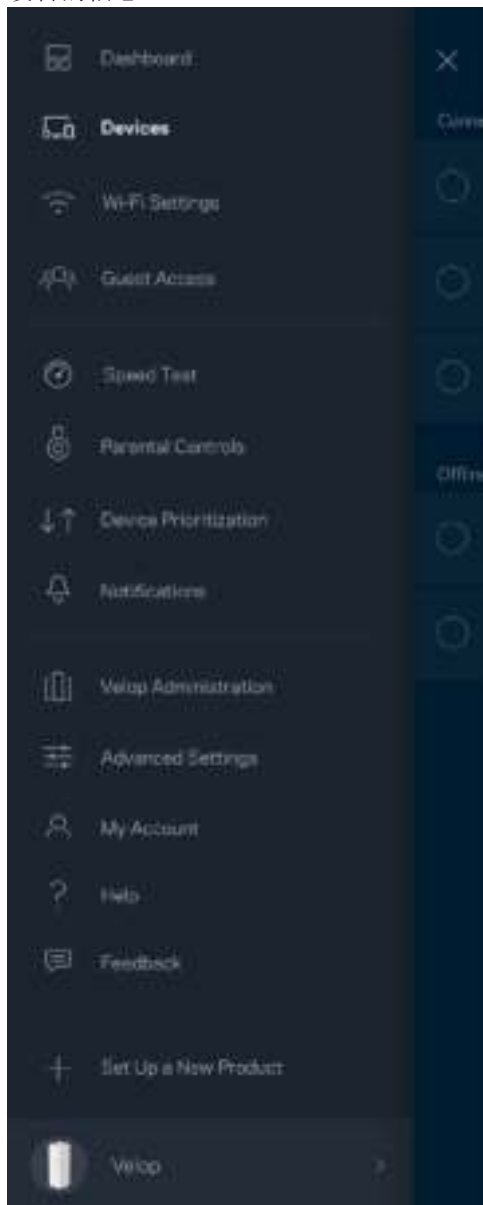 Dashboard
Devices
Wi-Fi Settings
Guest Access
Speed Test
Parental Controls
Device Prioritization
Notifications
Velop Administration
Advanced Settings
My Account
Help
Feedback
Set Up a New Product
Velop